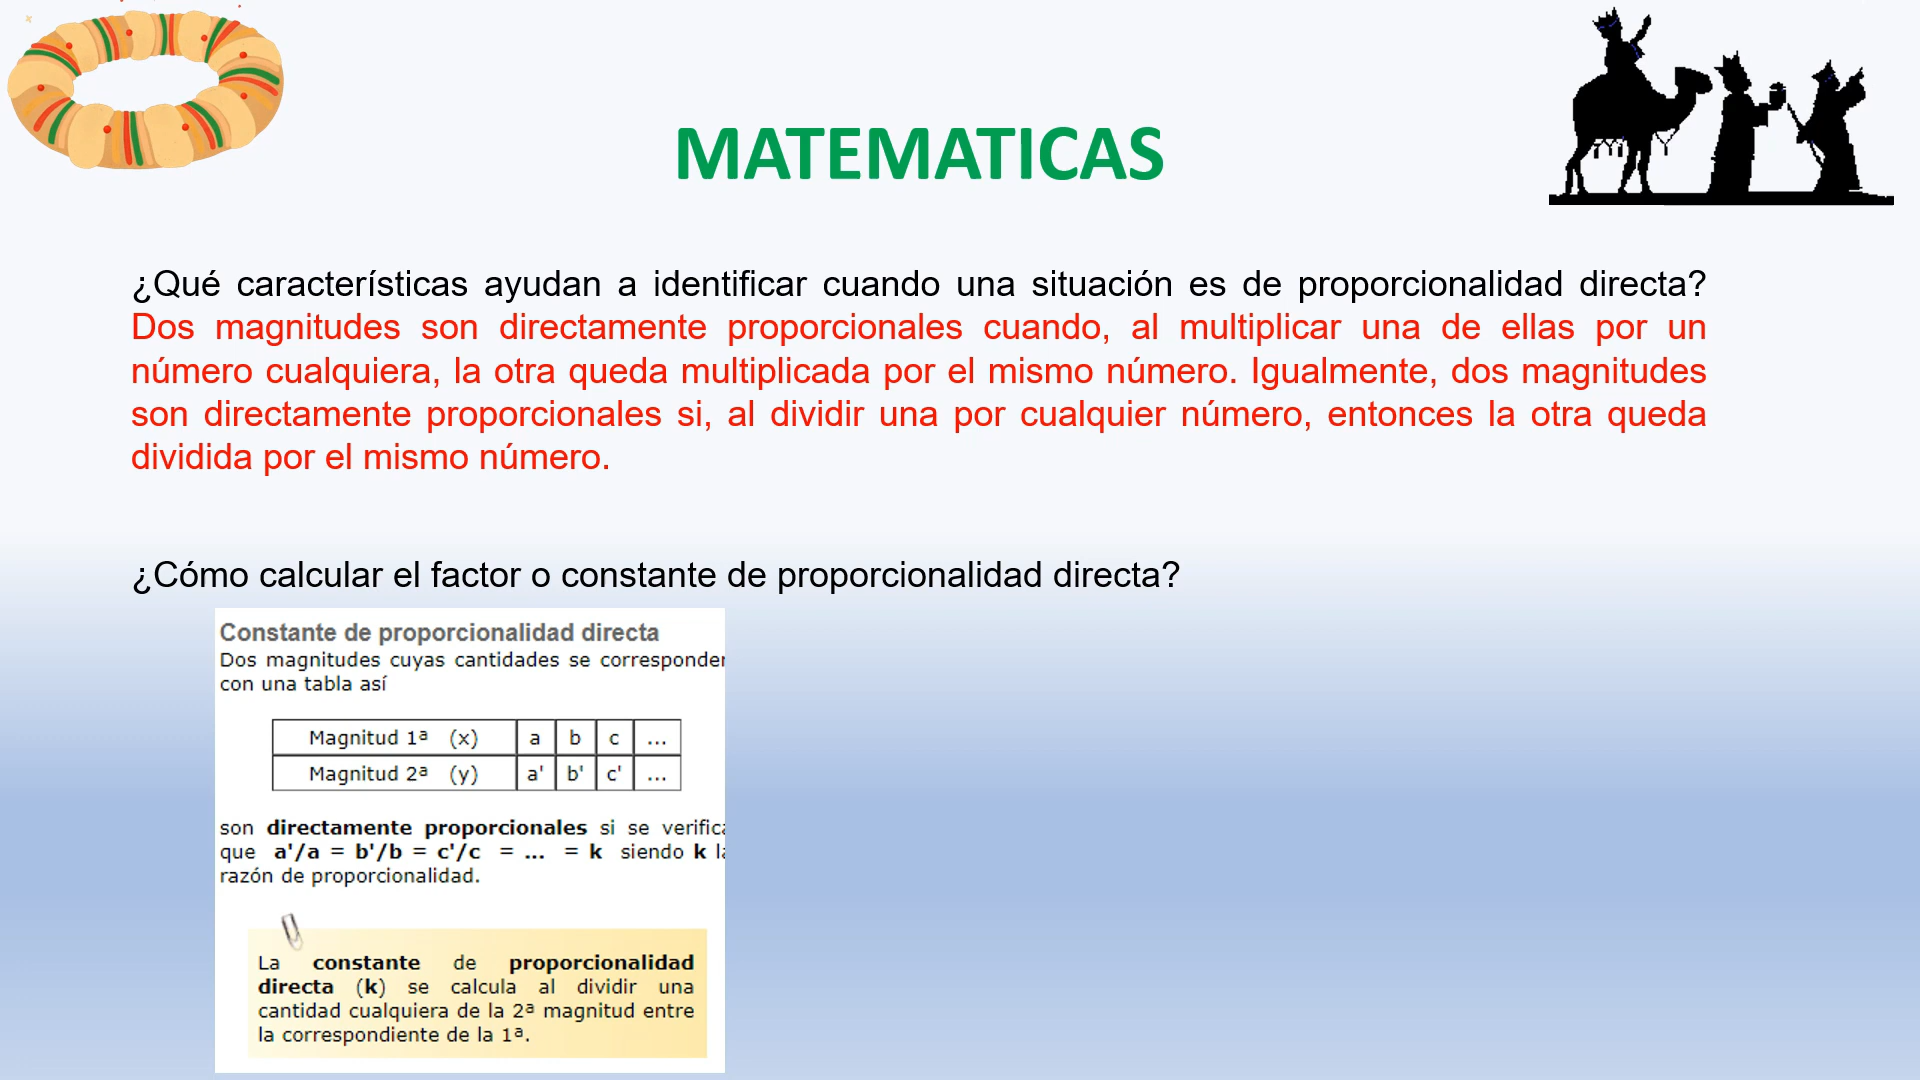 MATEMATICAS
¿Qué características ayudan a identificar cuando una situación es de proporcionalidad directa?
Dos magnitudes son directamente proporcionales cuando, al multiplicar una de ellas por un
número cualquiera, la otra queda multiplicada por el mismo número. Igualmente, dos magnitudes
son directamente proporcionales si, al dividir una por cualquier número, entonces la otra queda
dividida por el mismo número.
¿Cómo calcular el factor o constante de proporcionalidad directa?
Constante de proporcionalidad directa
Dos magnitudes cuyas cantidades se corresponden
con una tabla así
Magnitud 1ª (x) a b c ...
Magnitud 2ª (y) a' b' c' ...
son directamente proporcionales si se verifica
que a'/a = b'/b = c'/c = ... = k siendo k la
razón de proporcionalidad.
La constante de proporcionalidad
directa (k) se calcula al dividir una
cantidad cualquiera de la 2ª magnitud entre
la correspondiente de la 1ª.